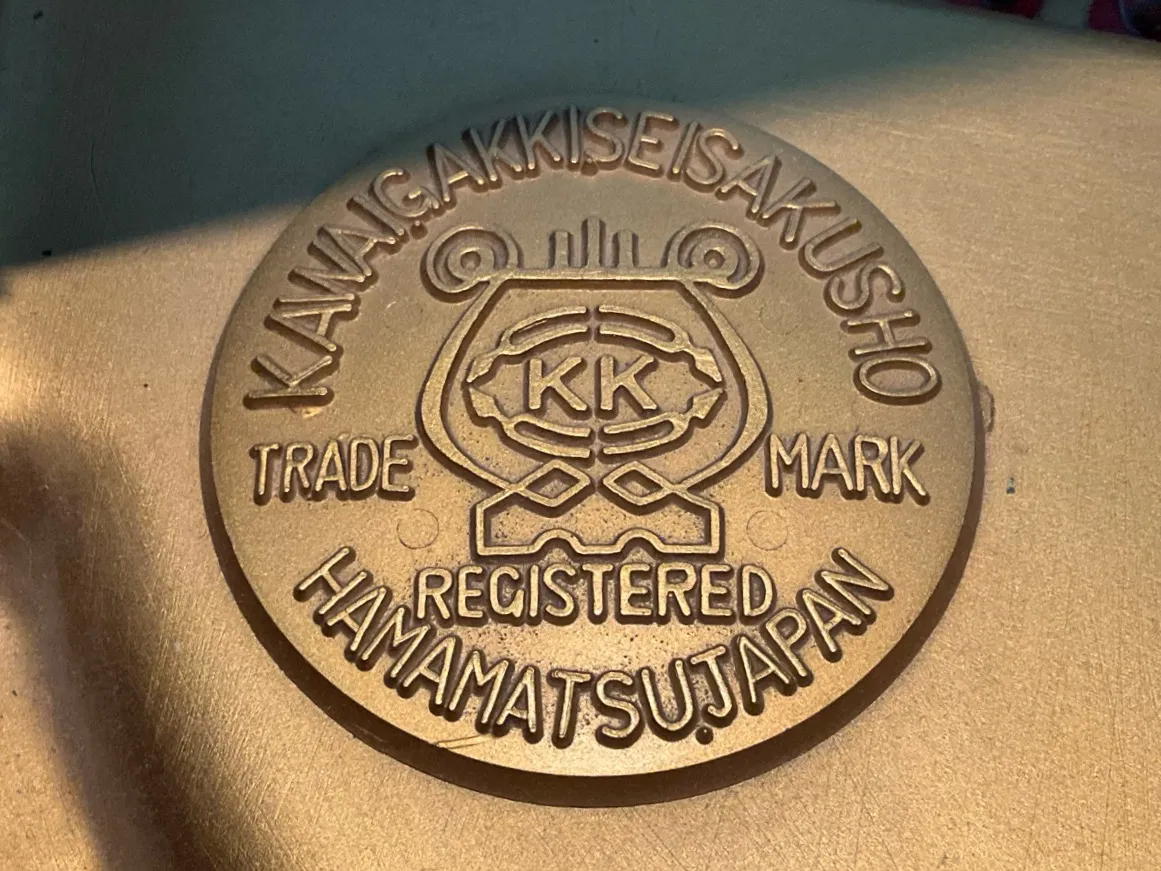 KAWAI.GAKKI.SEISAKUSHO
KK
TRADE MARK
REGISTERED
HAMAMATSU.JAPAN